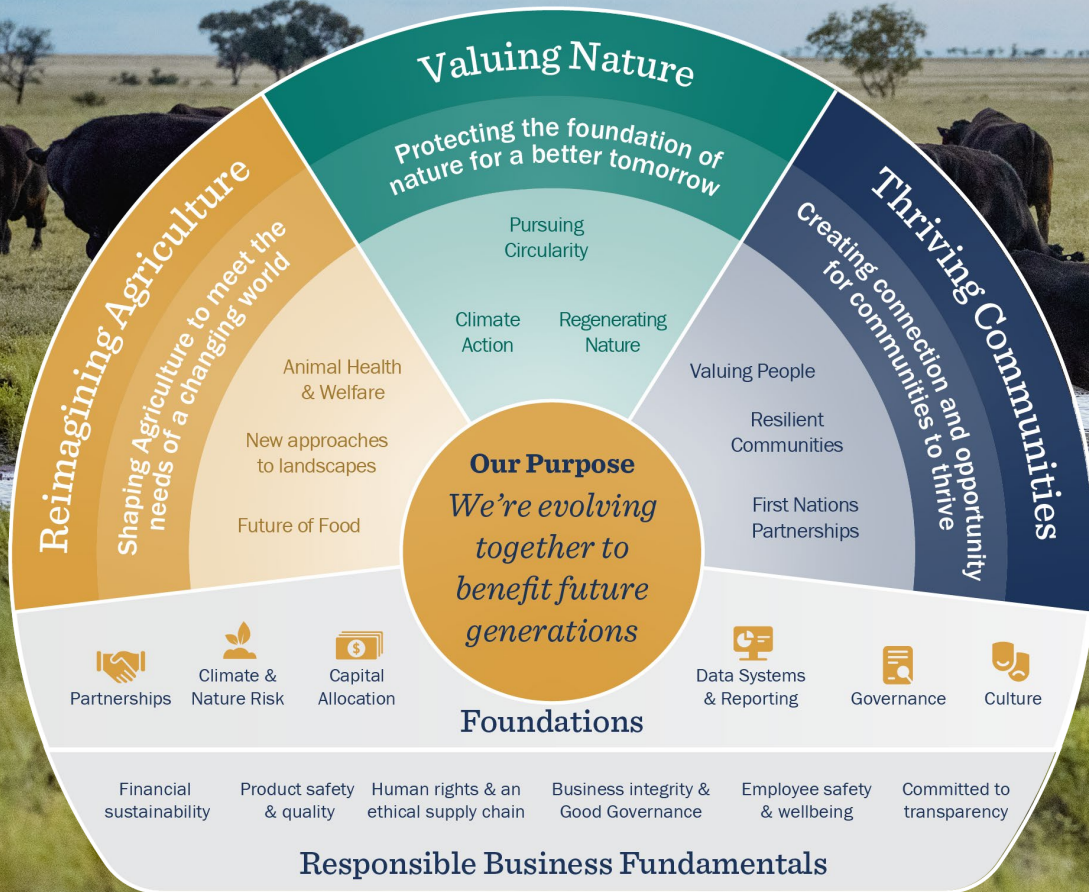 Valuing Nature
Protecting the foundation of
nature for a better tomorrow
Pursuing
Circularity
Climate
Action
Regenerating
Nature
Reimagining Agriculture
Shaping Agriculture to meet the
needs of a changing world
Animal Health
& Welfare
New approaches
to landscapes
Future of Food
Thriving Communities
Creating connection and opportunity
for communities to thrive
Valuing People
Resilient
Communities
First Nations
Partnerships
Our Purpose
We're evolving
together to
benefit future
generations
Partnerships
Climate &
Nature Risk
Capital
Allocation
Data Systems
& Reporting
Governance
Culture
Foundations
Financial
sustainability
Product safety
& quality
Human rights & an
ethical supply chain
Business integrity &
Good Governance
Employee safety
& wellbeing
Committed to
transparency
Responsible Business Fundamentals